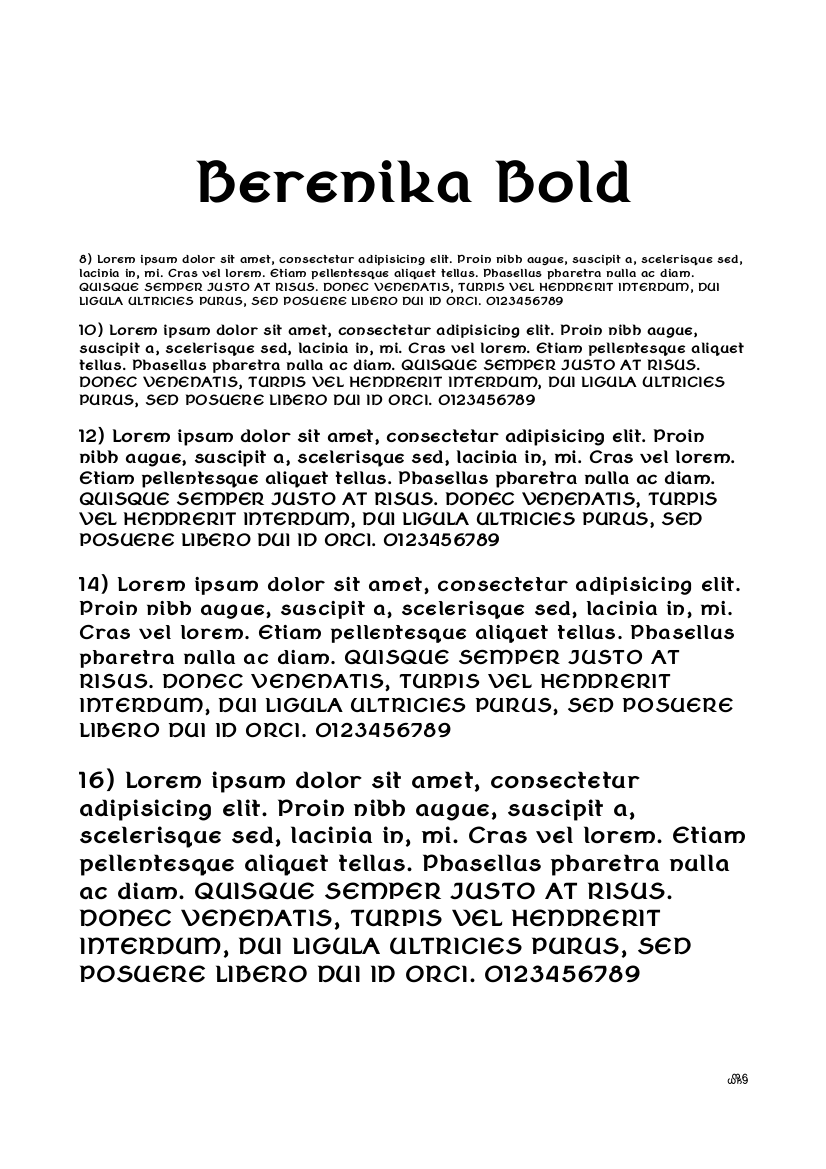 Berenika Bold
8) Lorem ipsum dolor sit amet, consectetur adipisicing elit. Proin nibh augue, suscipit a, scelerisque sed,
lacinia in, mi. Cras vel lorem. Etiam pellentesque aliquet tellus. Phasellus pharetra nulla ac diam.
QUISQUE SEMPER JUSTO AT RISUS. DONEC VENENATIS, TURPIS VEL HENDRERIT INTERDUM, DUI
LIGULA ULTRICIES PURUS, SED POSUERE LIBERO DUI ID ORCI. 0123456789
10) Lorem ipsum dolor sit amet, consectetur adipisicing elit. Proin nibh augue,
suscipit a, scelerisque sed, lacinia in, mi. Cras vel lorem. Etiam pellentesque aliquet
tellus. Phasellus pharetra nulla ac diam. QUISQUE SEMPER JUSTO AT RISUS.
DONEC VENENATIS, TURPIS VEL HENDRERIT INTERDUM, DUI LIGULA ULTRICIES
PURUS, SED POSUERE LIBERO DUI ID ORCI. 0123456789
12) Lorem ipsum dolor sit amet, consectetur adipisicing elit. Proin
nibh augue, suscipit a, scelerisque sed, lacinia in, mi. Cras vel lorem.
Etiam pellentesque aliquet tellus. Phasellus pharetra nulla ac diam.
QUISQUE SEMPER JUSTO AT RISUS. DONEC VENENATIS, TURPIS
VEL HENDRERIT INTERDUM, DUI LIGULA ULTRICIES PURUS, SED
POSUERE LIBERO DUI ID ORCI. 0123456789
14) Lorem ipsum dolor sit amet, consectetur adipisicing elit.
Proin nibh augue, suscipit a, scelerisque sed, lacinia in, mi.
Cras vel lorem. Etiam pellentesque aliquet tellus. Phasellus
pharetra nulla ac diam. QUISQUE SEMPER JUSTO AT
RISUS. DONEC VENENATIS, TURPIS VEL HENDRERIT
INTERDUM, DUI LIGULA ULTRICIES PURUS, SED POSUERE
LIBERO DUI ID ORCI. 0123456789
16) Lorem ipsum dolor sit amet, consectetur
adipisicing elit. Proin nibh augue, suscipit a,
scelerisque sed, lacinia in, mi. Cras vel lorem. Etiam
pellentesque aliquet tellus. Phasellus pharetra nulla
ac diam. QUISQUE SEMPER JUSTO AT RISUS.
DONEC VENENATIS, TURPIS VEL HENDRERIT
INTERDUM, DUI LIGULA ULTRICIES PURUS, SED
POSUERE LIBERO DUI ID ORCI. 0123456789